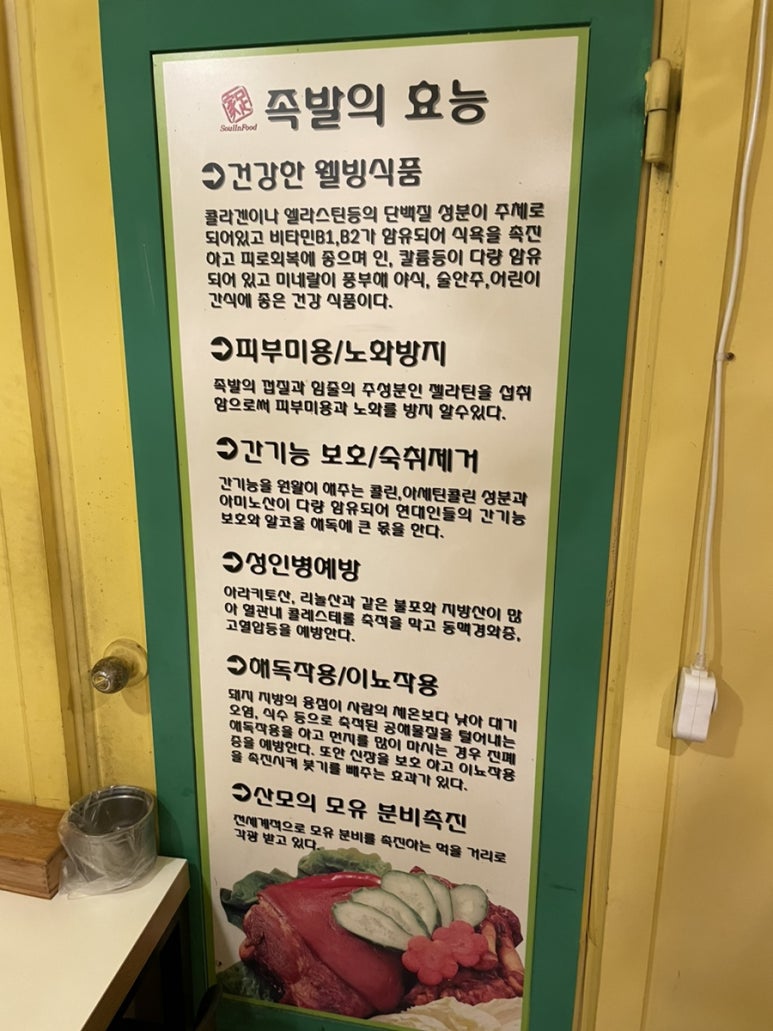 족발의 효능
SoulInFood
건강한 웰빙식품
콜라겐이나 엘라스틴등의 단백질 성분이 주체로
되어있고 비타민B1,B2가 함유되어 식욕을 촉진
하고 피로회복에 좋으며 인, 칼륨등이 다량 함유
되어 있고 미네랄이 풍부해 야식, 술안주,어린이
간식에 좋은 건강 식품이다.
피부미용/노화방지
족발의 껍질과 힘줄의 주성분인 젤라틴을 섭취
함으로써 피부미용과 노화를 방지 할수있다.
간기능 보호/숙취제거
간기능을 원활이 해주는 콜린,아세틴콜린 성분과
아미노산이 다량 함유되어 현대인들의 간기능
보호와 알코올 해독에 큰 몫을 한다.
성인병예방
아라키토산, 리놀산과 같은 불포와 지방산이 많
아 혈관내 콜레스테롤 축적을 막고 동맥경화증,
고혈압등을 예방한다.
해독작용/이뇨작용
돼지 지방의 융점이 사람의 체온보다 낮아 대기
오염, 식수 등으로 축적된 공해물질을 털어내는
해독작용을 하고 먼지를 많이 마시는 경우 진폐
증을 예방한다. 또한 신장을 보호 하고 이뇨작용
을 촉진시켜 붓기를 빼주는 효과가 있다.
산모의 모유 분비촉진
전세계적으로 모유 분비를 촉진하는 먹을 거리로
각광 받고 있다.